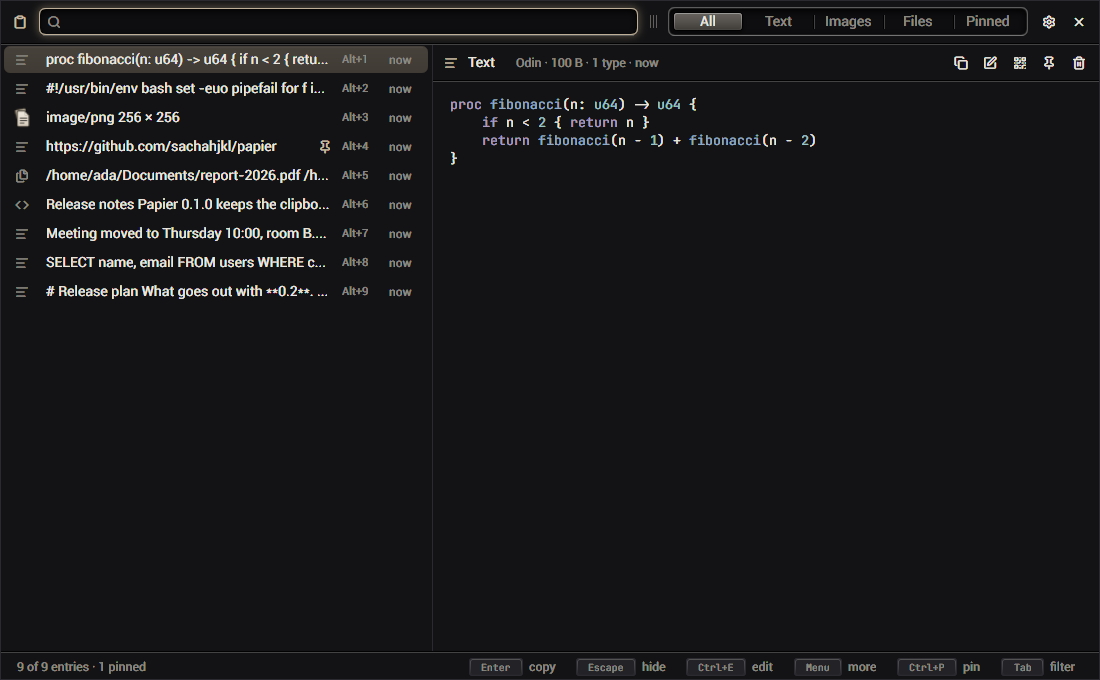 All Text Images Files Pinned
proc fibonacci(n: u64) -> u64 { if n < 2 { retu... Alt+1 now
#!/usr/bin/env bash set -euo pipefail for f i... Alt+2 now
image/png 256 × 256 Alt+3 now
https://github.com/sachahjkl/papier Alt+4 now
/home/ada/Documents/report-2026.pdf /h... Alt+5 now
Release notes Papier 0.1.0 keeps the clipbo... Alt+6 now
Meeting moved to Thursday 10:00, room B.... Alt+7 now
SELECT name, email FROM users WHERE c... Alt+8 now
# Release plan What goes out with **0.2**. ... Alt+9 now
Text Odin · 100 B · 1 type · now
proc fibonacci(n: u64) -> u64 {
    if n < 2 { return n }
    return fibonacci(n - 1) + fibonacci(n - 2)
}
9 of 9 entries · 1 pinned
Enter copy Escape hide Ctrl+E edit Menu more Ctrl+P pin Tab filter